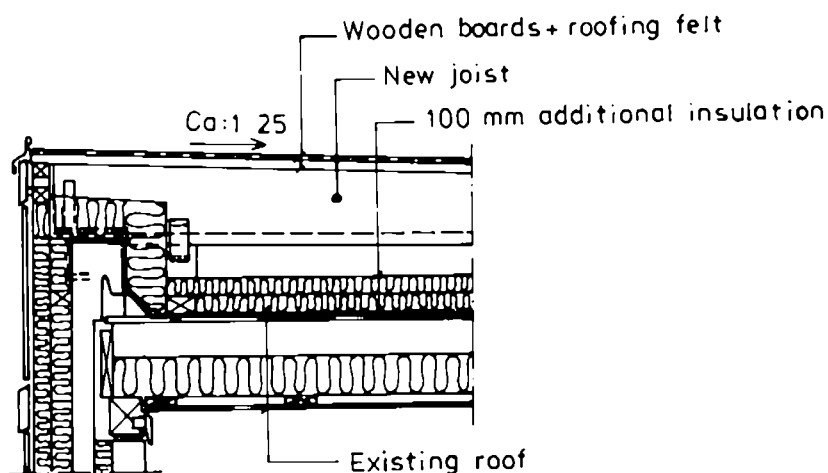 Wooden boards + roofing felt
New joist
100 mm additional insulation
Ca:1 25
Existing roof